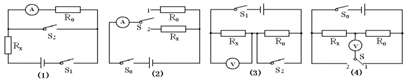 A R₀ S₂ Rₓ S₁ (1)
A 1 R₀ S 2 Rₓ S₀ (2)
S₁ Rₓ R₀ V S₂ (3)
S₀ Rₓ R₀ V S 2 1 (4)